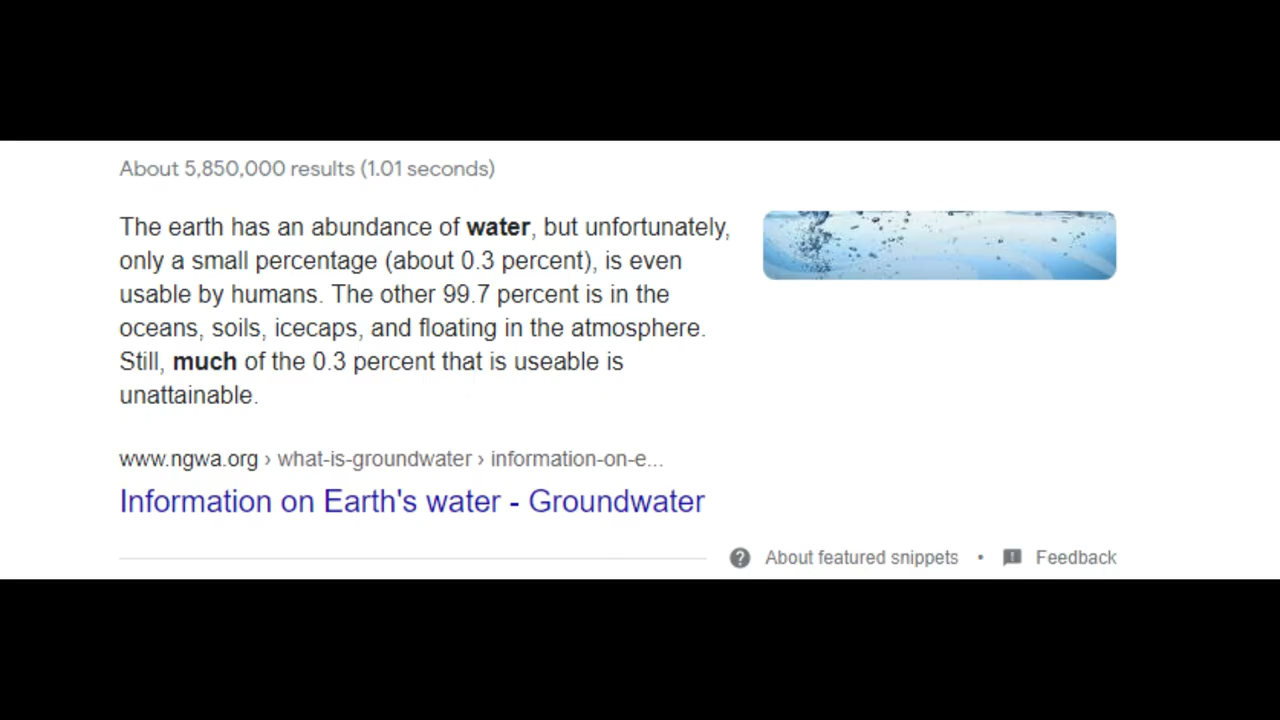 About 5,850,000 results (1.01 seconds)
The earth has an abundance of water, but unfortunately,
only a small percentage (about 0.3 percent), is even
usable by humans. The other 99.7 percent is in the
oceans, soils, icecaps, and floating in the atmosphere.
Still, much of the 0.3 percent that is useable is
unattainable.
www.ngwa.org › what-is-groundwater › information-on-e...
Information on Earth's water - Groundwater
About featured snippets • Feedback